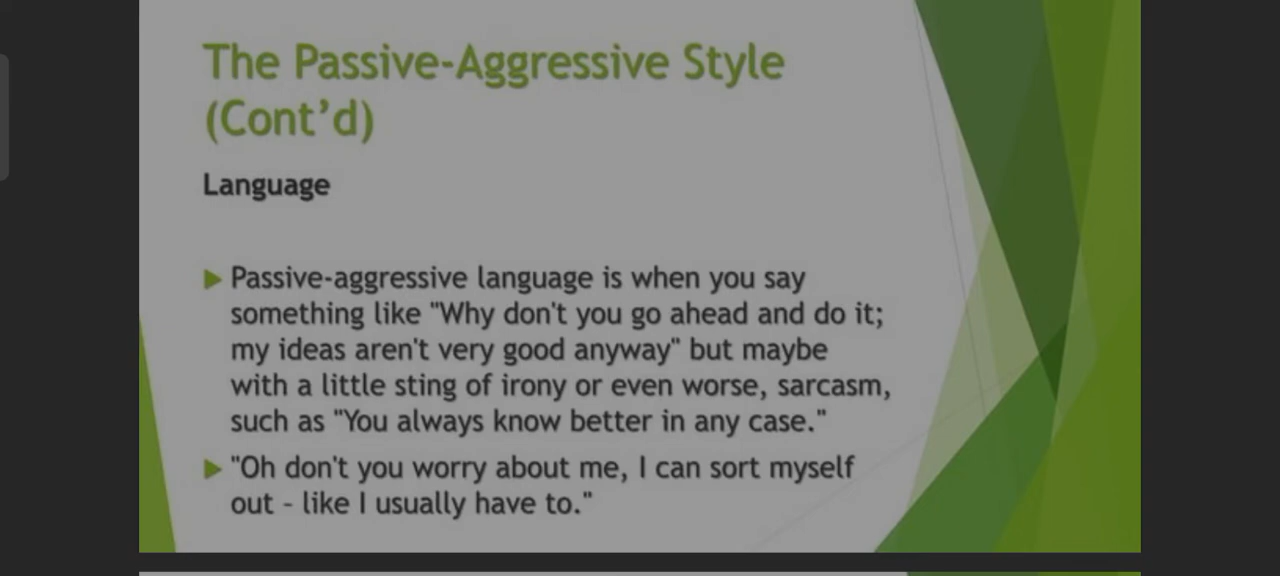 The Passive-Aggressive Style
(Cont’d)
Language
Passive-aggressive language is when you say
something like "Why don't you go ahead and do it;
my ideas aren't very good anyway" but maybe
with a little sting of irony or even worse, sarcasm,
such as "You always know better in any case."
"Oh don't you worry about me, I can sort myself
out – like I usually have to."